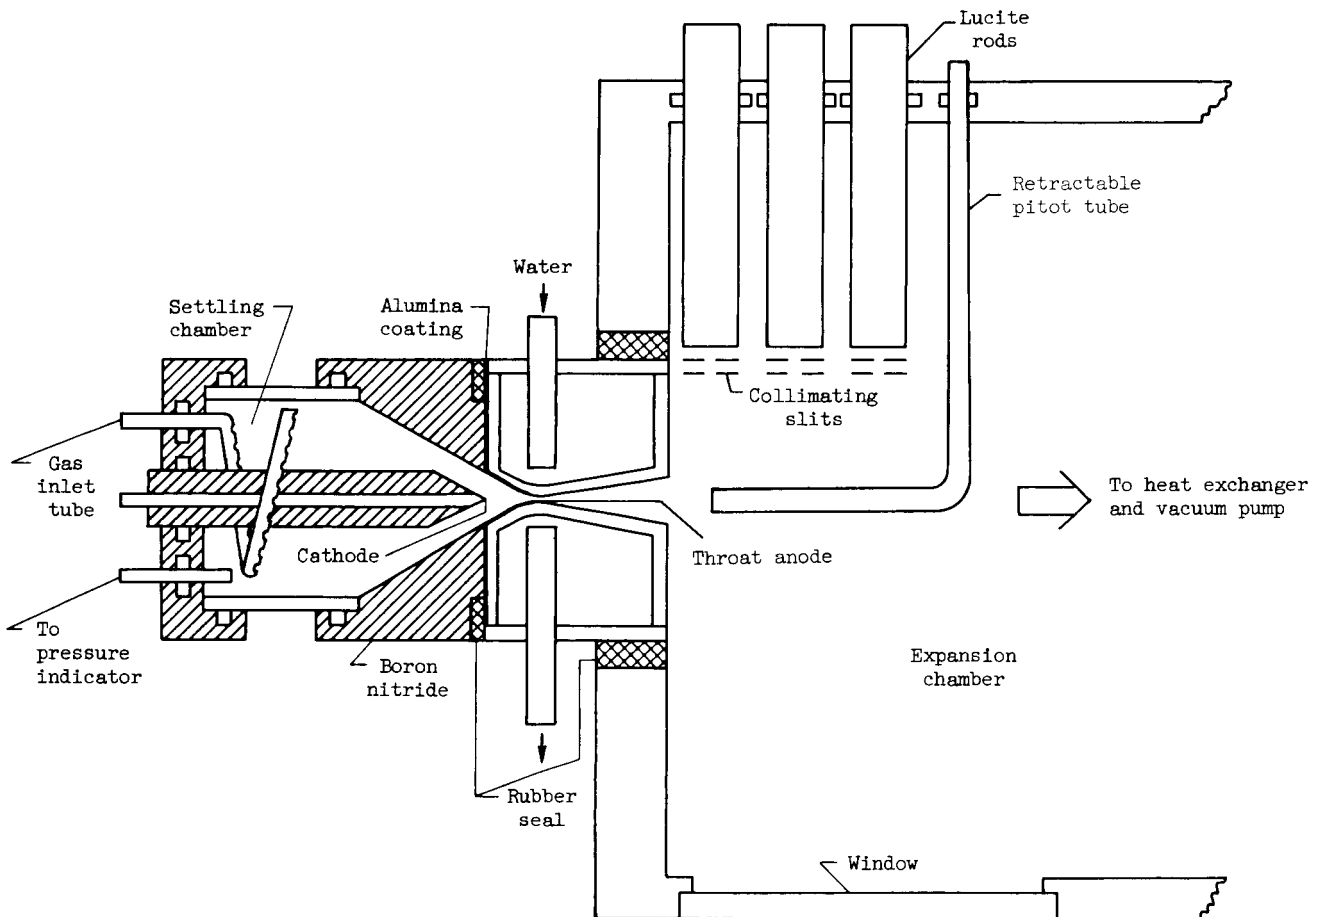 Lucite
rods
Retractable
pitot tube
Water
Settling
chamber
Alumina
coating
Collimating
slits
Gas
inlet
tube
To heat exchanger
and vacuum pump
Cathode
Throat anode
To
pressure
indicator
Boron
nitride
Expansion
chamber
Rubber
seal
Window